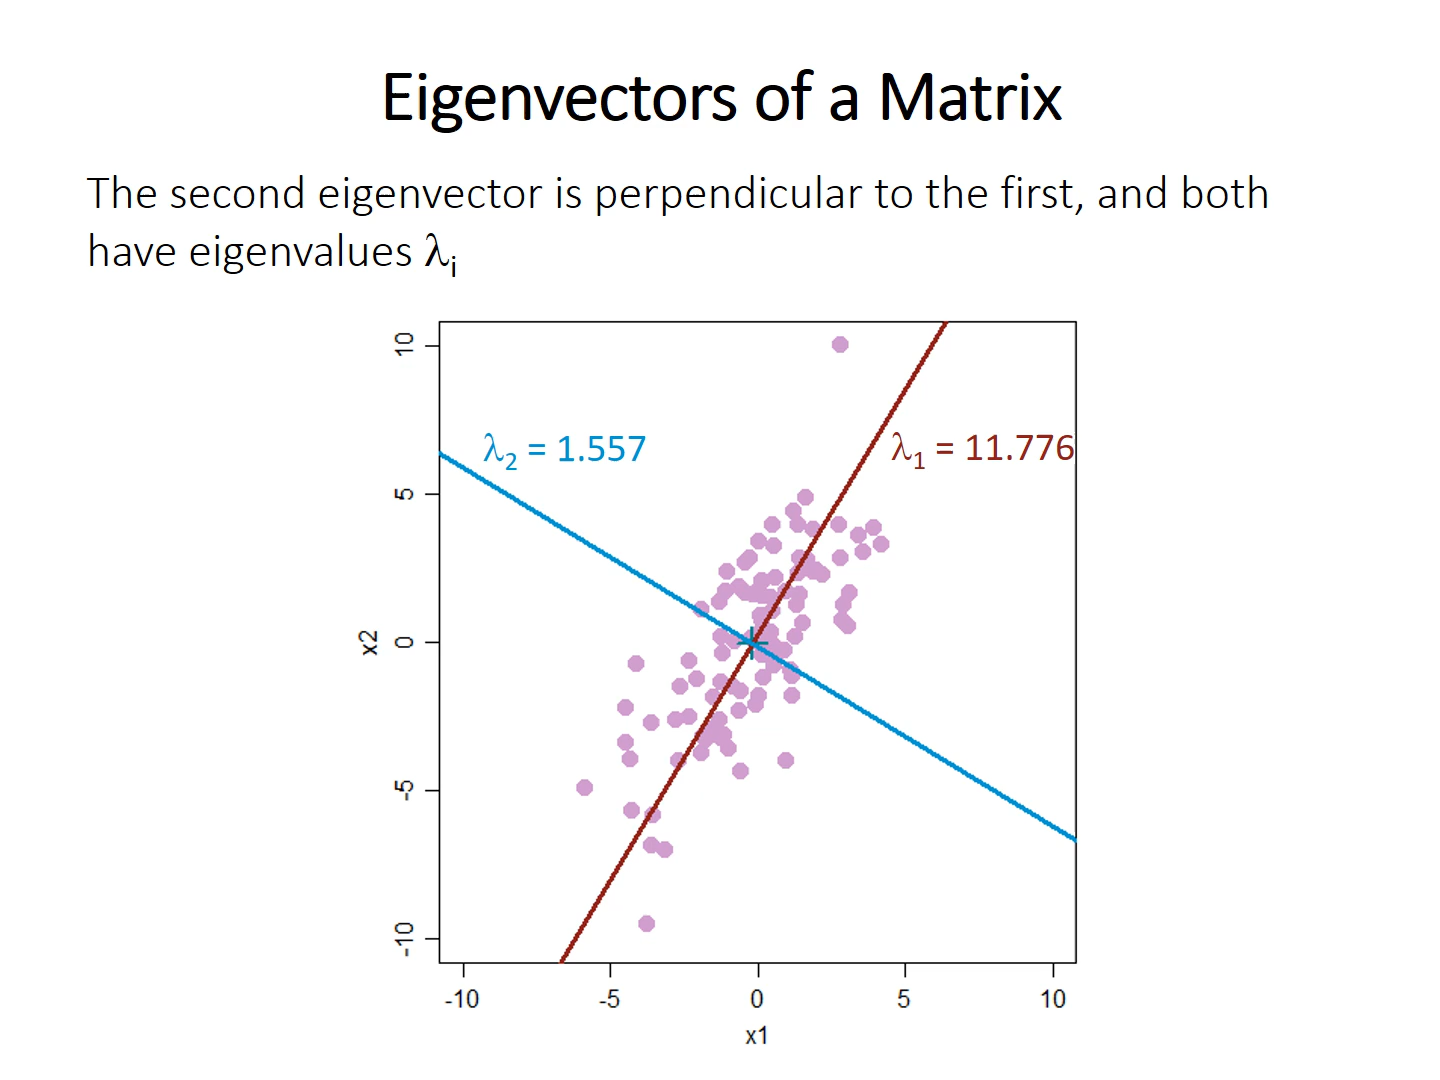 Eigenvectors of a Matrix
The second eigenvector is perpendicular to the first, and both
have eigenvalues λi
10
5
0
-5
-10
x2
λ2 = 1.557
λ1 = 11.776
-10
-5
0
5
10
x1